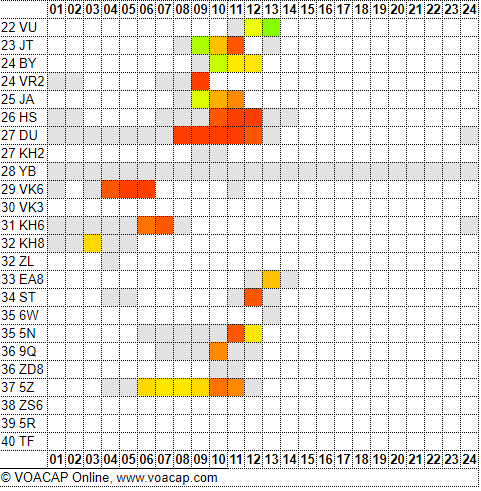 01 02 03 04 05 06 07 08 09 10 11 12 13 14 15 16 17 18 19 20 21 22 23 24
22 VU
23 JT
24 BY
24 VR2
25 JA
26 HS
27 DU
27 KH2
28 YB
29 VK6
30 VK3
31 KH6
32 KH8
32 ZL
33 EA8
34 ST
35 6W
35 5N
36 9Q
36 ZD8
37 5Z
38 ZS6
39 5R
40 TF
01 02 03 04 05 06 07 08 09 10 11 12 13 14 15 16 17 18 19 20 21 22 23 24
© VOACAP Online, www.voacap.com